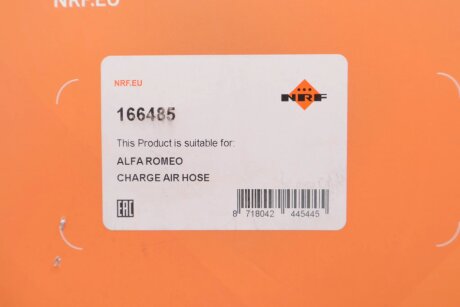 NRF.EU
NRF.EU
NRF
166485
This Product is suitable for:
ALFA ROMEO
CHARGE AIR HOSE
EAC
8 718042 445445